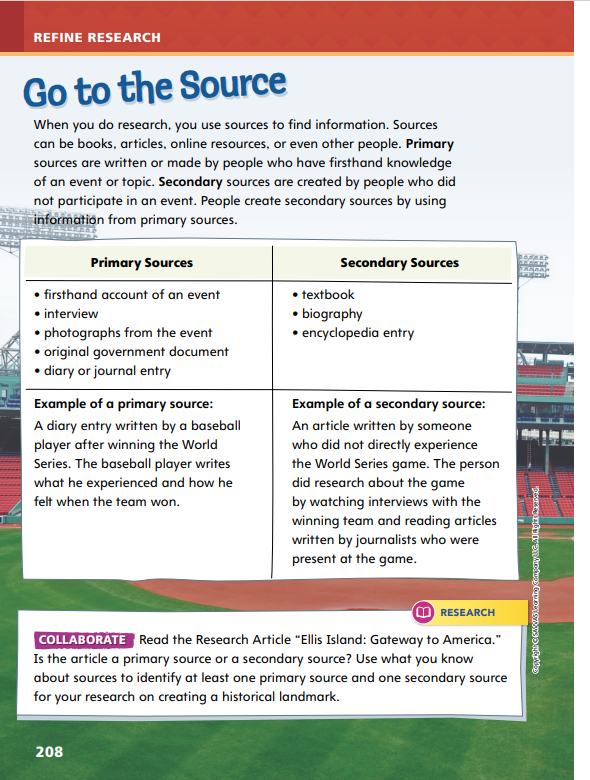 REFINE RESEARCH
Go to the Source
When you do research, you use sources to find information. Sources
can be books, articles, online resources, or even other people. Primary
sources are written or made by people who have firsthand knowledge
of an event or topic. Secondary sources are created by people who did
not participate in an event. People create secondary sources by using
information from primary sources.
Primary Sources
• firsthand account of an event
• interview
• photographs from the event
• original government document
• diary or journal entry
Secondary Sources
• textbook
• biography
• encyclopedia entry
Example of a primary source:
A diary entry written by a baseball
player after winning the World
Series. The baseball player writes
what he experienced and how he
felt when the team won.
Example of a secondary source:
An article written by someone
who did not directly experience
the World Series game. The person
did research about the game
by watching interviews with the
winning team and reading articles
written by journalists who were
present at the game.
RESEARCH
COLLABORATE Read the Research Article “Ellis Island: Gateway to America.”
Is the article a primary source or a secondary source? Use what you know
about sources to identify at least one primary source and one secondary source
for your research on creating a historical landmark.
Copyright © SAVVAS Learning Company LLC. All Rights Reserved.
208